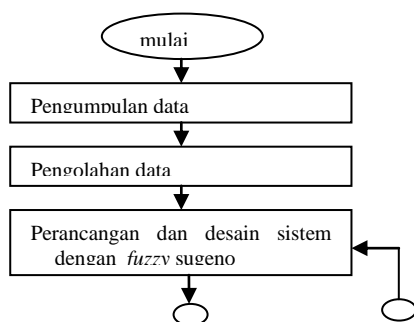 mulai
Pengumpulan data
Pengolahan data
Perancangan dan desain sistem
dengan fuzzy sugeno